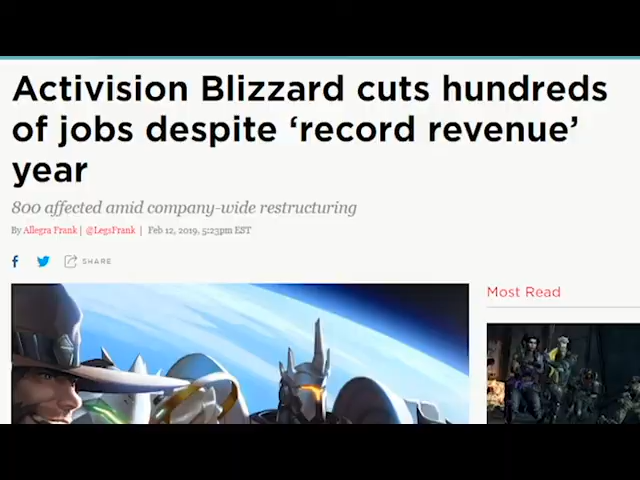 Activision Blizzard cuts hundreds
of jobs despite ‘record revenue’
year
800 affected amid company-wide restructuring
By Allegra Frank | @LegsFrank | Feb 12, 2019, 5:23pm EST
SHARE
Most Read